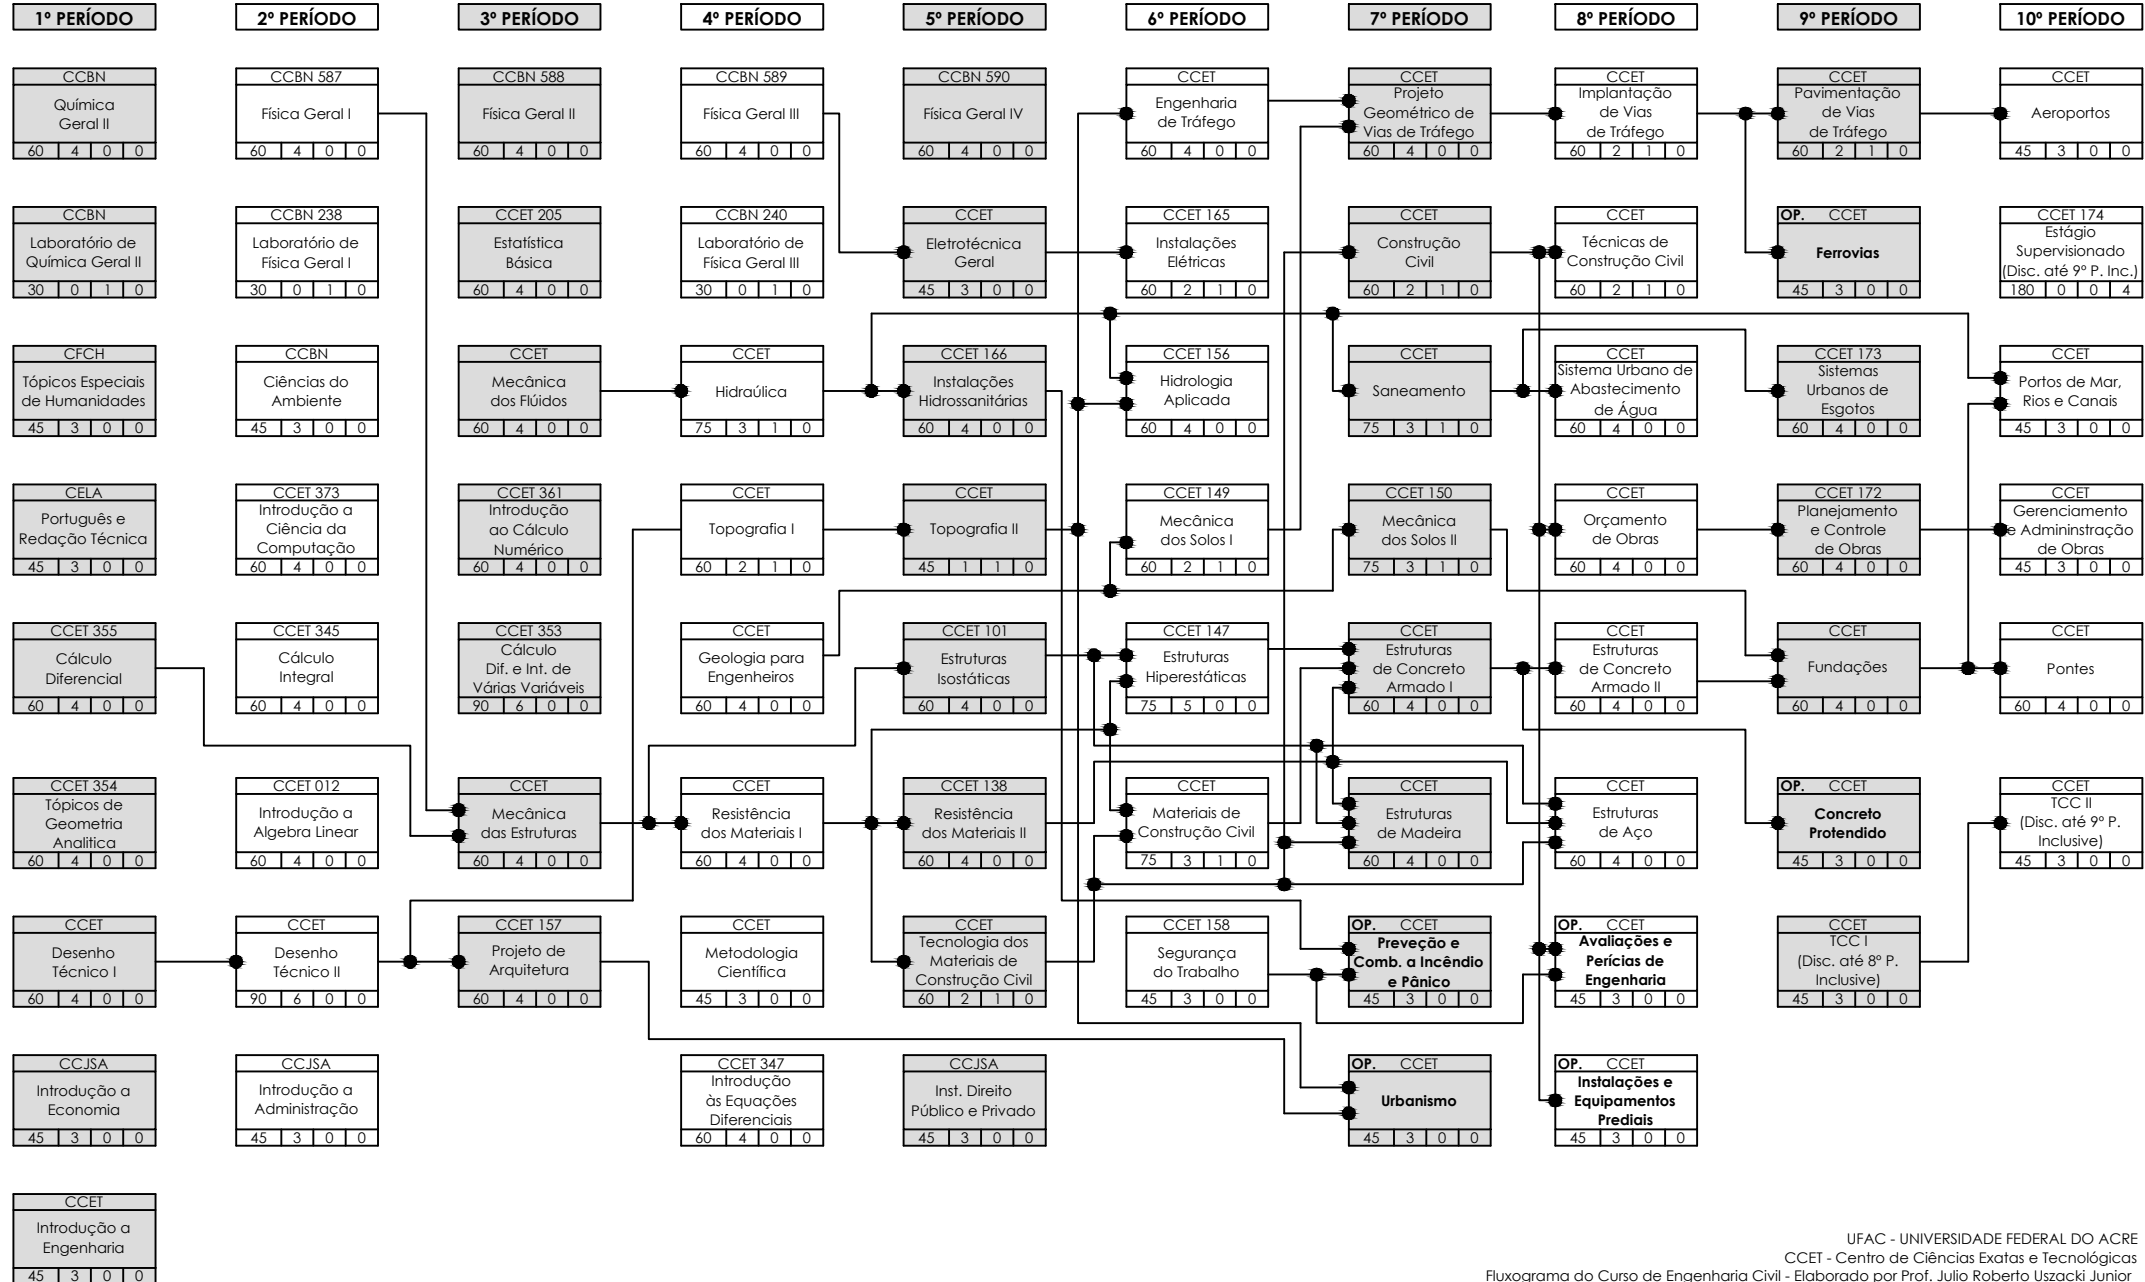 1º PERÍODO
2º PERÍODO
3º PERÍODO
4º PERÍODO
5º PERÍODO
6º PERÍODO
7º PERÍODO
8º PERÍODO
9º PERÍODO
10º PERÍODO
CCBN
Química
Geral II
60 4 0 0
CCBN 587
Física Geral I
60 4 0 0
CCBN 588
Física Geral II
60 4 0 0
CCBN 589
Física Geral III
60 4 0 0
CCBN 590
Física Geral IV
60 4 0 0
CCET
Engenharia
de Tráfego
60 4 0 0
CCET
Projeto
Geométrico de
Vias de Tráfego
60 4 0 0
CCET
Implantação
de Vias
de Tráfego
60 2 1 0
CCET
Pavimentação
de Vias
de Tráfego
60 2 1 0
CCET
Aeroportos
45 3 0 0
CCBN
Laboratório de
Química Geral II
30 0 1 0
CCBN 238
Laboratório de
Física Geral I
30 0 1 0
CCET 205
Estatística
Básica
60 4 0 0
CCBN 240
Laboratório de
Física Geral III
30 0 1 0
CCET
Eletrotécnica
Geral
45 3 0 0
CCET 165
Instalações
Elétricas
60 2 1 0
CCET
Construção
Civil
60 2 1 0
CCET
Técnicas de
Construção Civil
60 2 1 0
OP. CCET
Ferrovias
45 3 0 0
CCET 174
Estágio
Supervisionado
(Disc. até 9º P. Inc.)
180 0 0 4
CFCH
Tópicos Especiais
de Humanidades
45 3 0 0
CCBN
Ciências do
Ambiente
45 3 0 0
CCET
Mecânica
dos Flúidos
60 4 0 0
CCET
Hidraúlica
75 3 1 0
CCET 166
Instalações
Hidrossanitárias
60 4 0 0
CCET 156
Hidrologia
Aplicada
60 4 0 0
CCET
Saneamento
75 3 1 0
CCET
Sistema Urbano de
Abastecimento
de Água
60 4 0 0
CCET 173
Sistemas
Urbanos de
Esgotos
60 4 0 0
CCET
Portos de Mar,
Rios e Canais
45 3 0 0
CELA
Português e
Redação Técnica
45 3 0 0
CCET 373
Introdução a
Ciência da
Computação
60 4 0 0
CCET 361
Introdução
ao Cálculo
Numérico
60 4 0 0
CCET
Topografia I
60 2 1 0
CCET
Topografia II
45 1 1 0
CCET 149
Mecânica
dos Solos I
60 2 1 0
CCET 150
Mecânica
dos Solos II
75 3 1 0
CCET
Orçamento
de Obras
60 4 0 0
CCET 172
Planejamento
e Controle
de Obras
60 4 0 0
CCET
Gerenciamento
e Admininstração
de Obras
45 3 0 0
CCET 355
Cálculo
Diferencial
60 4 0 0
CCET 345
Cálculo
Integral
60 4 0 0
CCET 353
Cálculo
Dif. e Int. de
Várias Variáveis
90 6 0 0
CCET
Geologia para
Engenheiros
60 4 0 0
CCET 101
Estruturas
Isostáticas
60 4 0 0
CCET 147
Estruturas
Hiperestáticas
75 5 0 0
CCET
Estruturas
de Concreto
Armado I
60 4 0 0
CCET
Estruturas
de Concreto
Armado II
60 4 0 0
CCET
Fundações
60 4 0 0
CCET
Pontes
60 4 0 0
CCET 354
Tópicos de
Geometria
Analitica
60 4 0 0
CCET 012
Introdução a
Algebra Linear
60 4 0 0
CCET
Mecânica
das Estruturas
60 4 0 0
CCET
Resistência
dos Materiais I
60 4 0 0
CCET 138
Resistência
dos Materiais II
60 4 0 0
CCET
Materiais de
Construção Civil
75 3 1 0
CCET
Estruturas
de Madeira
60 4 0 0
CCET
Estruturas
de Aço
60 4 0 0
OP. CCET
Concreto
Protendido
45 3 0 0
CCET
TCC II
(Disc. até 9º P.
Inclusive)
45 3 0 0
CCET
Desenho
Técnico I
60 4 0 0
CCET
Desenho
Técnico II
90 6 0 0
CCET 157
Projeto de
Arquitetura
60 4 0 0
CCET
Metodologia
Científica
45 3 0 0
CCET
Tecnologia dos
Materiais de
Construção Civil
60 2 1 0
CCET 158
Segurança
do Trabalho
45 3 0 0
OP. CCET
Preveção e
Comb. a Incêndio
e Pânico
45 3 0 0
OP. CCET
Avaliações e
Perícias de
Engenharia
45 3 0 0
CCET
TCC I
(Disc. até 8º P.
Inclusive)
45 3 0 0
CCJSA
Introdução a
Economia
45 3 0 0
CCJSA
Introdução a
Administração
45 3 0 0
CCET 347
Introdução
às Equações
Diferenciais
60 4 0 0
CCJSA
Inst. Direito
Público e Privado
45 3 0 0
OP. CCET
Urbanismo
45 3 0 0
OP. CCET
Instalações e
Equipamentos
Prediais
45 3 0 0
CCET
Introdução a
Engenharia
45 3 0 0
UFAC - UNIVERSIDADE FEDERAL DO ACRE
CCET - Centro de Ciências Exatas e Tecnológicas
Fluxograma do Curso de Engenharia Civil - Elaborado por Prof. Julio Roberto Uszacki Junior